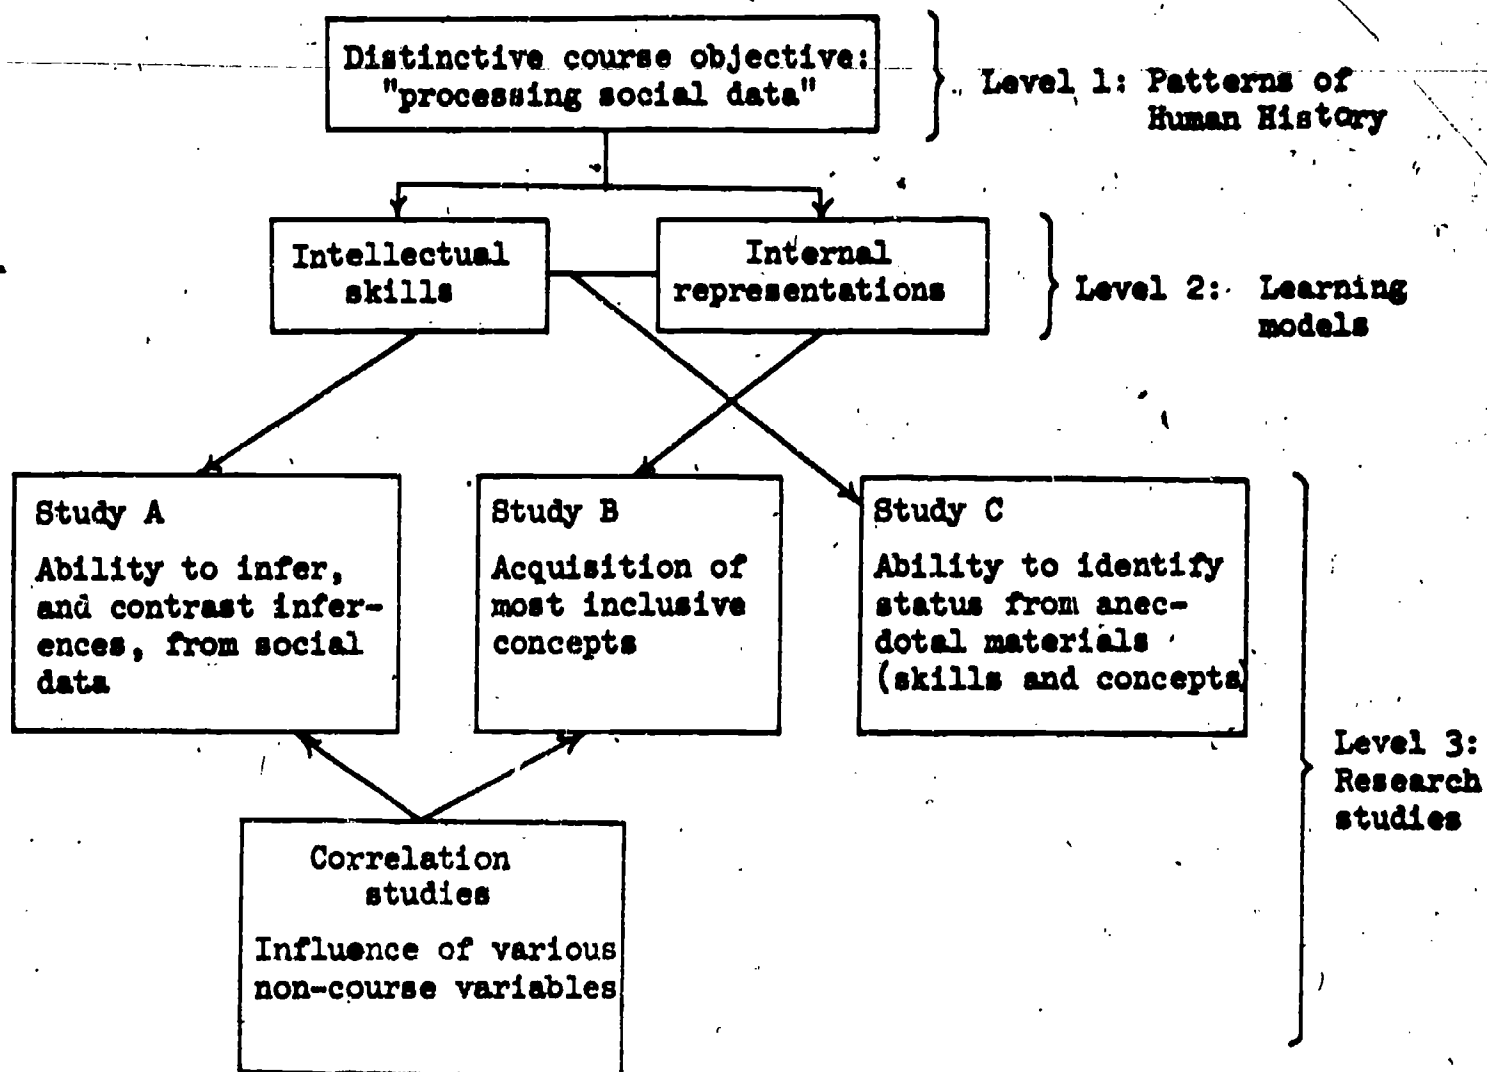 Distinctive course objective:
"processing social data"
Level 1: Patterns of
Human History
Intellectual
skills
Internal
representations
Level 2: Learning
models
Study A
Ability to infer,
and contrast infer-
ences, from social
data
Study B
Acquisition of
most inclusive
concepts
Study C
Ability to identify
status from anec-
dotal materials
(skills and concepts)
Level 3:
Research
studies
Correlation
studies
Influence of various
non-course variables